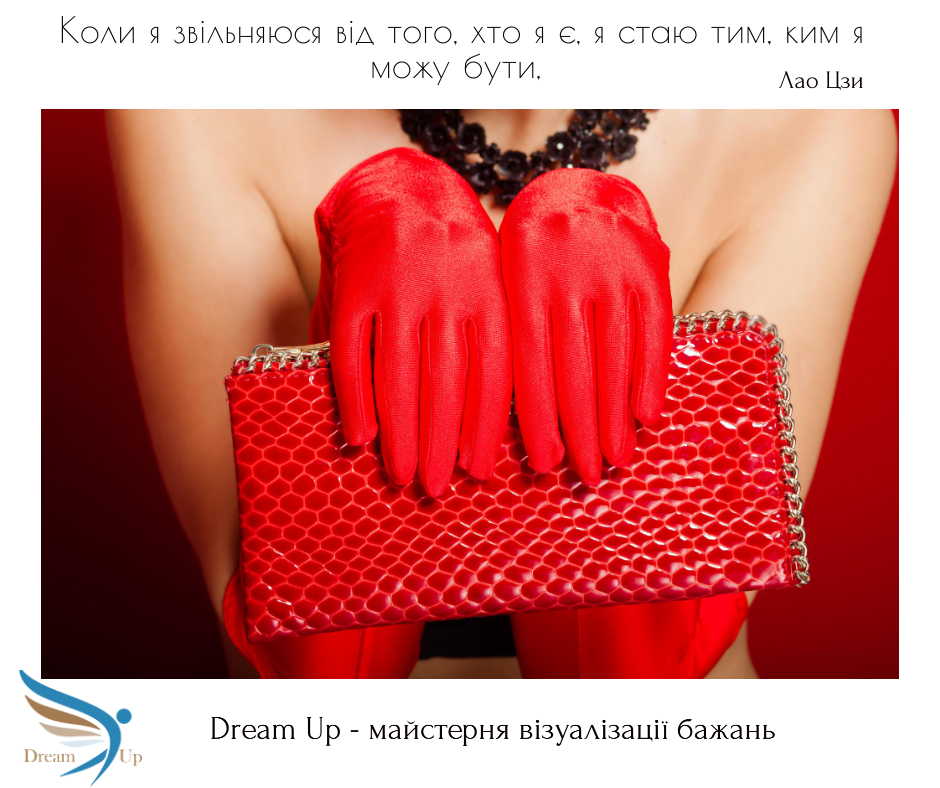 Коли я звільняюся від того, хто я є, я стаю тим, ким я
можу бути,
Лао Цзи
Dream Up
Dream Up - майстерня візуалізації бажань